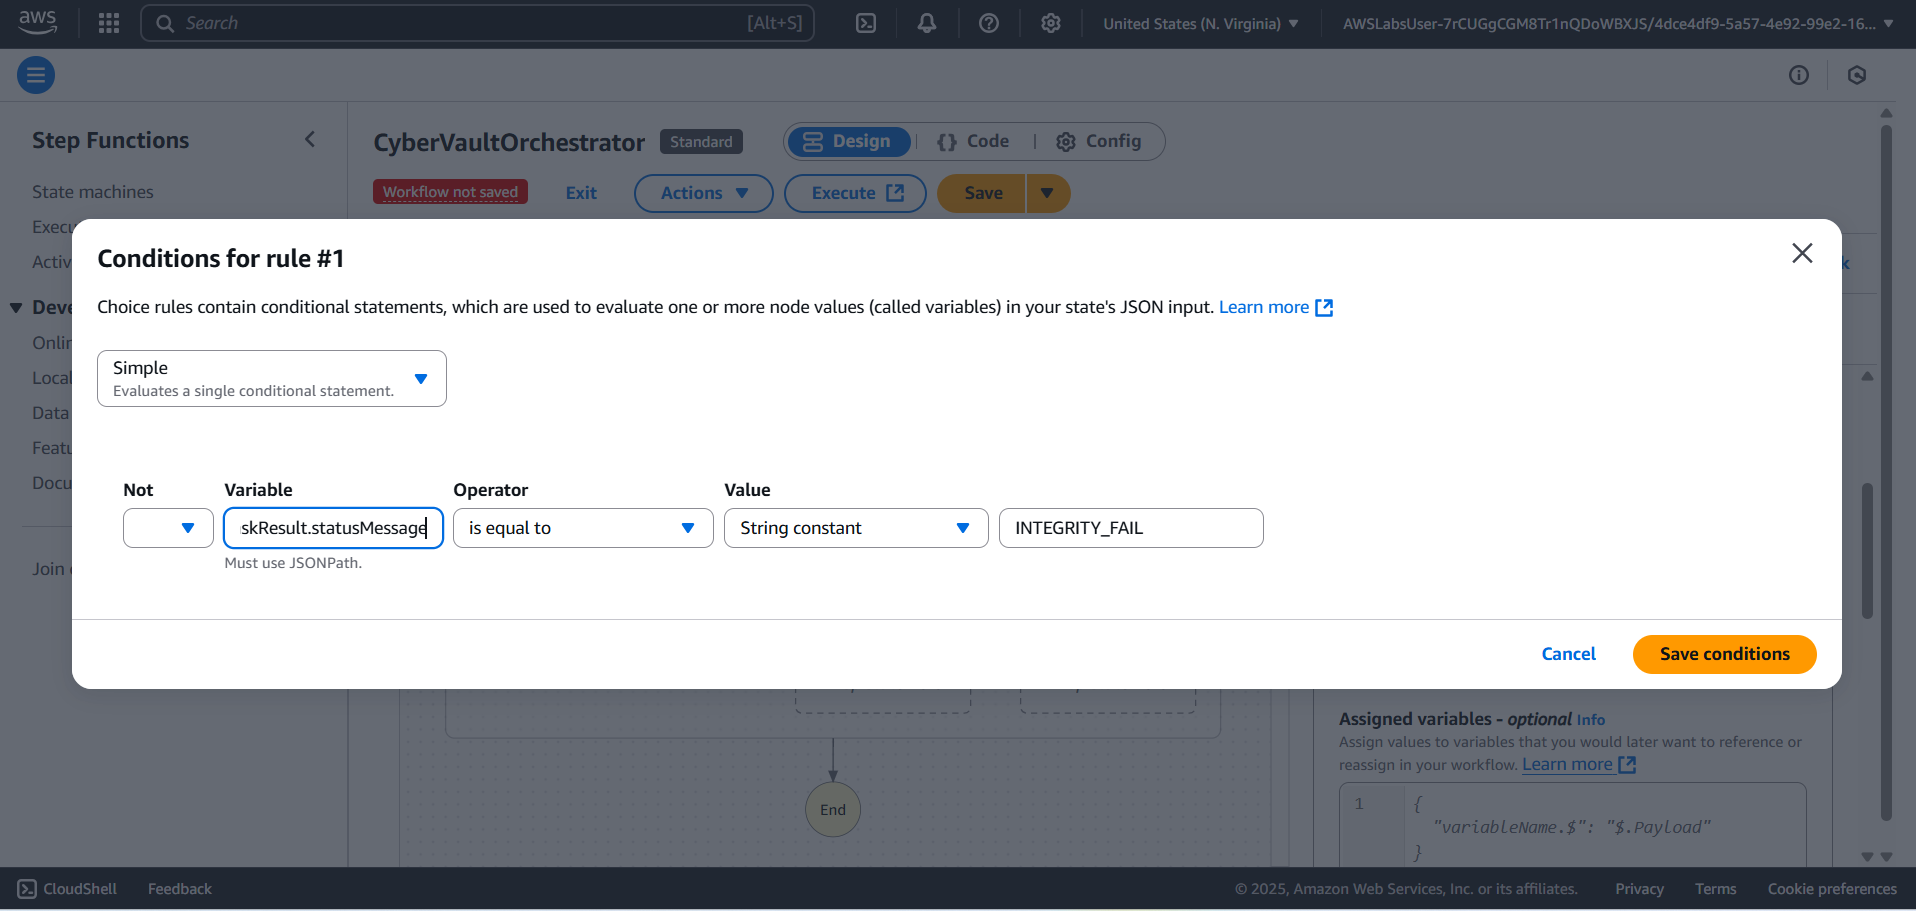 aws
Search
[Alt+S]
United States (N. Virginia)
AWSLabsUser-7rCUGgCGM8Tr1nQDoWBXJS/4dce4df9-5a57-4e92-99e2-16...
Step Functions
State machines
Activ
Onlin
Local
Data
Featu
Docu
Join
CyberVaultOrchestrator
Standard
Design
{} Code
Config
Workflow not saved
Exit
Actions
Execute
Save
Conditions for rule #1
Choice rules contain conditional statements, which are used to evaluate one or more node values (called variables) in your state's JSON input. Learn more
Simple
Evaluates a single conditional statement.
Not
Variable
Operator
Value
skResult.statusMessage
is equal to
String constant
INTEGRITY_FAIL
Must use JSONPath.
Cancel
Save conditions
End
Assigned variables - optional Info
Assign values to variables that you would later want to reference or
reassign in your workflow. Learn more
1
{
"variableName.$": "$.Payload"
}
CloudShell
Feedback
© 2025, Amazon Web Services, Inc. or its affiliates.
Privacy
Terms
Cookie preferences